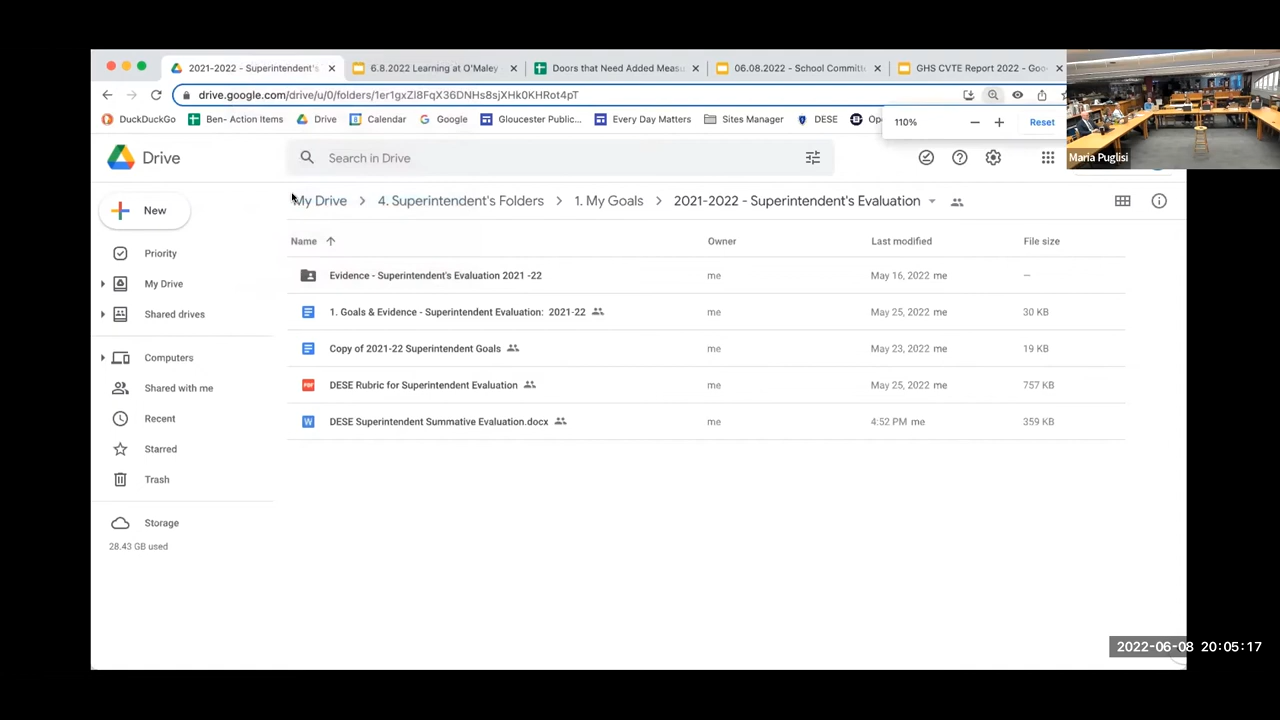 2021-2022 - Superintendent's
6.8.2022 Learning at O'Maley
Doors that Need Added Measu
06.08.2022 - School Committe
GHS CVTE Report 2022 - Goo
drive.google.com/drive/u/0/folders/1er1gxZl8FqX36DNHs8sjXHk0KHRot4pT
DuckDuckGo
Ben- Action Items
Drive
Calendar
Google
Gloucester Public...
Every Day Matters
Sites Manager
DESE
Op
110%
Reset
Maria Puglisi
Drive
Search in Drive
New
My Drive > 4. Superintendent's Folders > 1. My Goals > 2021-2022 - Superintendent's Evaluation
Name
Owner
Last modified
File size
Priority
My Drive
Shared drives
Computers
Shared with me
Recent
Starred
Trash
Storage
28.43 GB used
Evidence - Superintendent's Evaluation 2021 -22 me May 16, 2022 me –
1. Goals & Evidence - Superintendent Evaluation: 2021-22 me May 25, 2022 me 30 KB
Copy of 2021-22 Superintendent Goals me May 23, 2022 me 19 KB
PDF DESE Rubric for Superintendent Evaluation me May 25, 2022 me 757 KB
W DESE Superintendent Summative Evaluation.docx me 4:52 PM me 359 KB
2022-06-08 20:05:17